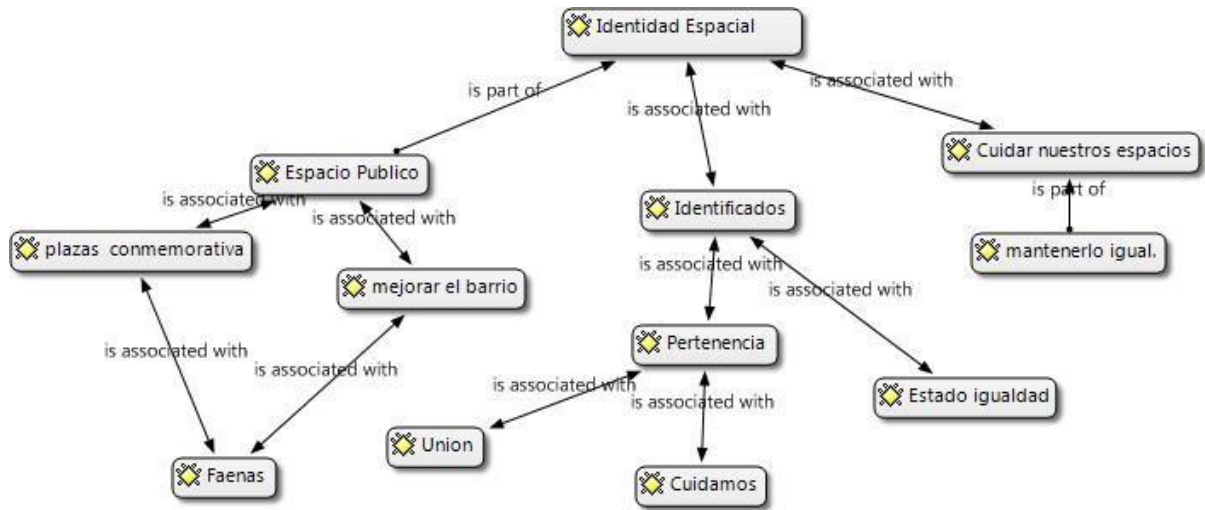 Identidad Espacial
is part of
is associated with
is associated with
Espacio Publico
Cuidar nuestros espacios
is associated with
is associated with
Identificados
is part of
plazas conmemorativa
mantenerlo igual.
is associated with
mejorar el barrio
is associated with
Pertenencia
is associated with
is associated with
is associated with
is associated with
Estado igualdad
Union
Faenas
Cuidamos